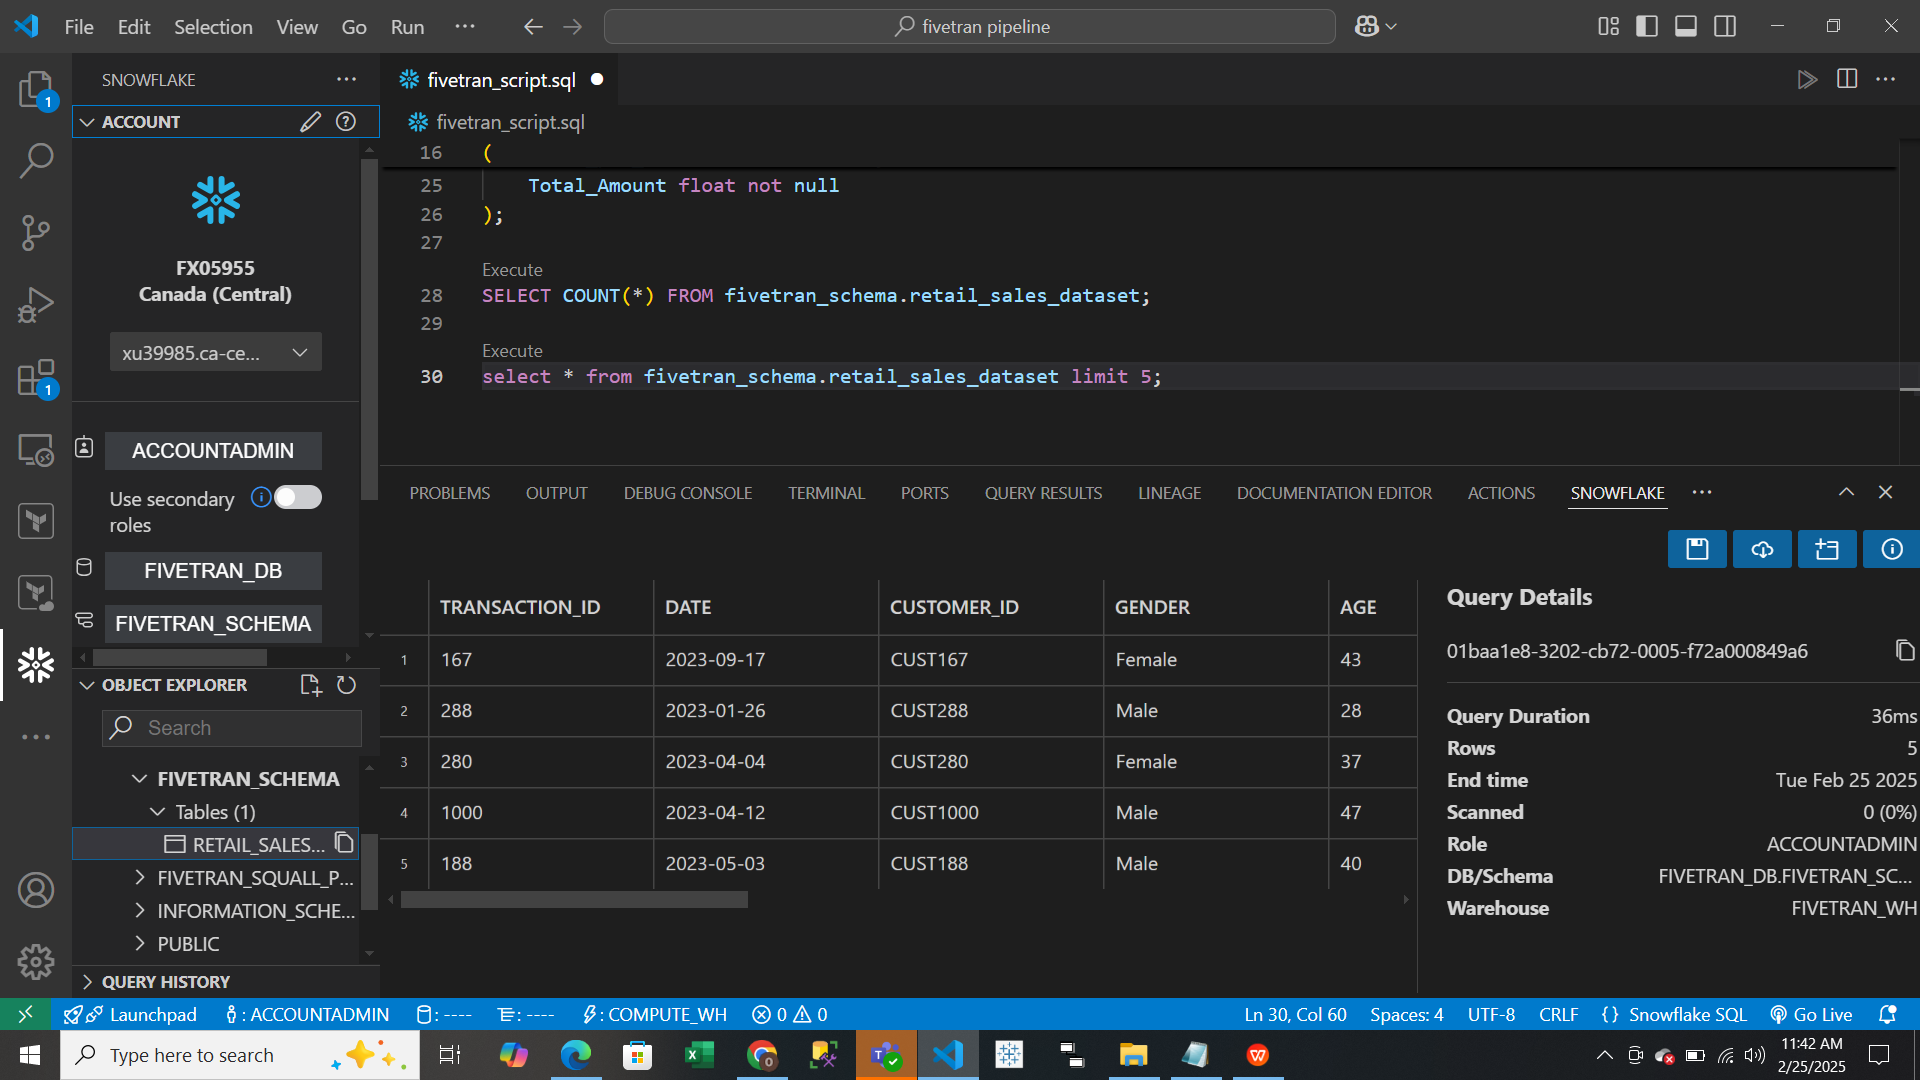 File Edit Selection View Go Run ··· fivetran pipeline
SNOWFLAKE ···
ACCOUNT
FX05955
Canada (Central)
xu39985.ca-ce...
ACCOUNTADMIN
Use secondary
roles
FIVETRAN_DB
FIVETRAN_SCHEMA
OBJECT EXPLORER
Search
FIVETRAN_SCHEMA
Tables (1)
RETAIL_SALES...
FIVETRAN_SQUALL_P...
INFORMATION_SCHE...
PUBLIC
QUERY HISTORY
1
1
fivetran_script.sql
fivetran_script.sql
16 (
25 Total_Amount float not null
26 );
27
Execute
28 SELECT COUNT(*) FROM fivetran_schema.retail_sales_dataset;
29
Execute
30 select * from fivetran_schema.retail_sales_dataset limit 5;
PROBLEMS OUTPUT DEBUG CONSOLE TERMINAL PORTS QUERY RESULTS LINEAGE DOCUMENTATION EDITOR ACTIONS SNOWFLAKE ···
TRANSACTION_ID DATE CUSTOMER_ID GENDER AGE
1 167 2023-09-17 CUST167 Female 43
2 288 2023-01-26 CUST288 Male 28
3 280 2023-04-04 CUST280 Female 37
4 1000 2023-04-12 CUST1000 Male 47
5 188 2023-05-03 CUST188 Male 40
Query Details
01baa1e8-3202-cb72-0005-f72a000849a6
Query Duration 36ms
Rows 5
End time Tue Feb 25 2025
Scanned 0 (0%)
Role ACCOUNTADMIN
DB/Schema FIVETRAN_DB.FIVETRAN_SC...
Warehouse FIVETRAN_WH
Launchpad : ACCOUNTADMIN : ---- : ---- : COMPUTE_WH 0 0 Ln 30, Col 60 Spaces: 4 UTF-8 CRLF {} Snowflake SQL Go Live
Type here to search
11:42 AM
2/25/2025